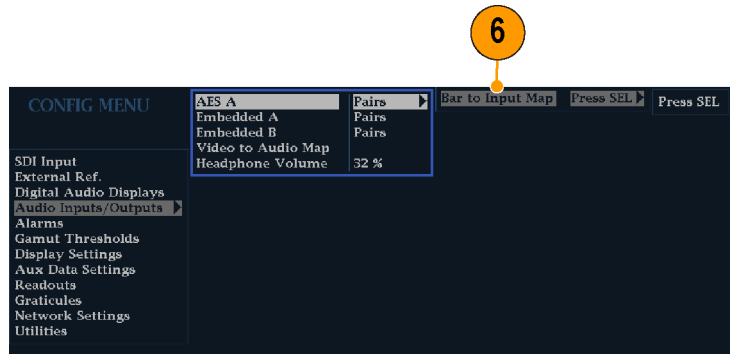 6
CONFIG MENU
AES A Pairs
Embedded A Pairs
Embedded B Pairs
Video to Audio Map
Headphone Volume 32 %
Bar to Input Map Press SEL Press SEL
SDI Input
External Ref.
Digital Audio Displays
Audio Inputs/Outputs
Alarms
Gamut Thresholds
Display Settings
Aux Data Settings
Readouts
Graticules
Network Settings
Utilities